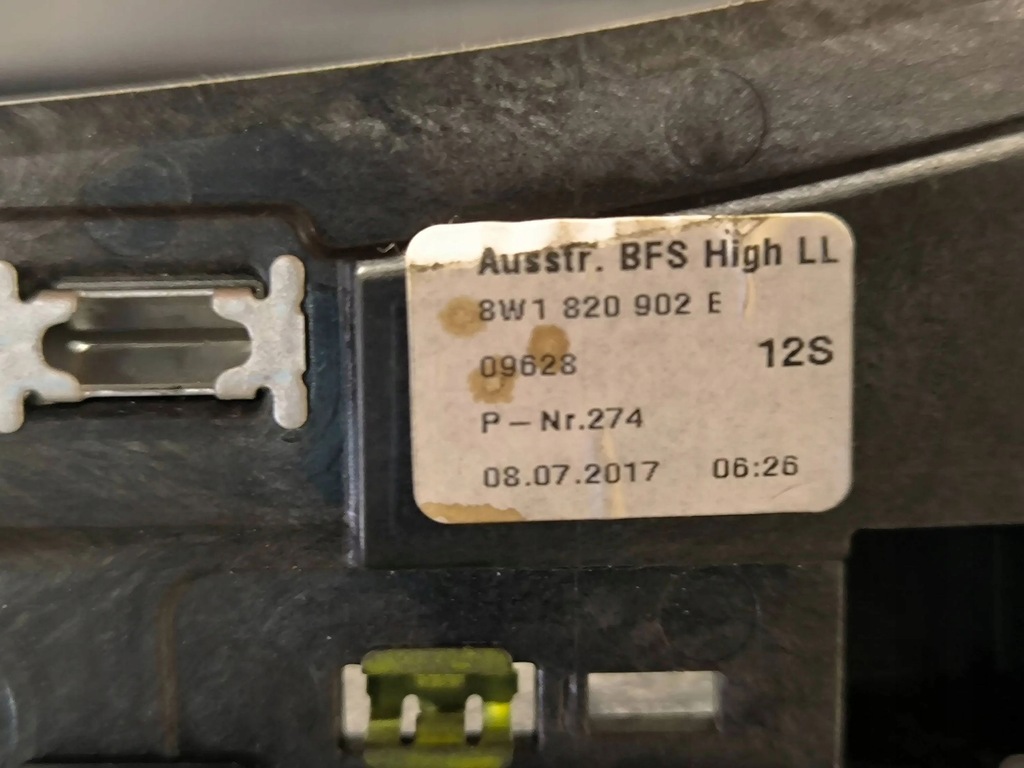 Ausstr. BFS High LL
8W1 820 902 E
09628 12S
P – Nr.274
08.07.2017 06:26